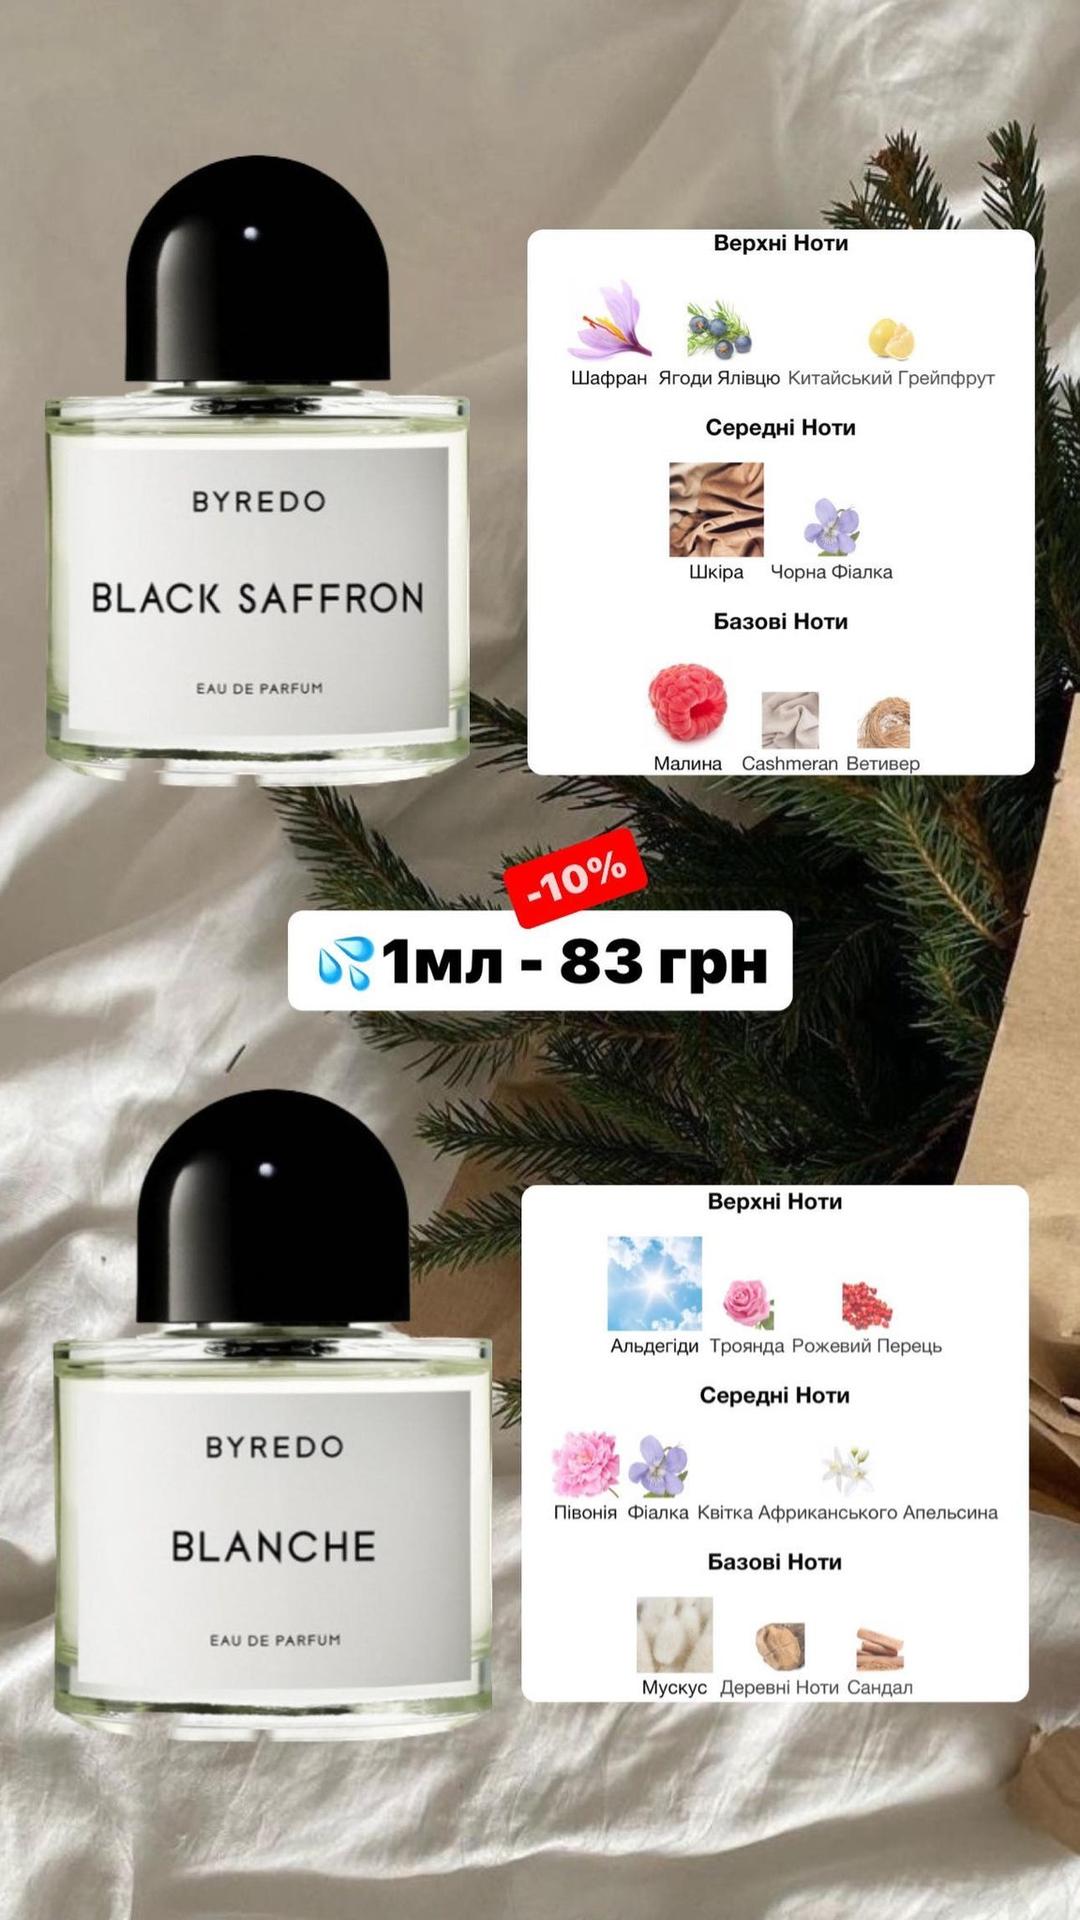 BYREDO
BLACK SAFFRON
EAU DE PARFUM
Верхні Ноти
Шафран Ягоди Ялівцю Китайський Грейпфрут
Середні Ноти
Шкіра Чорна Фіалка
Базові Ноти
Малина Cashmeran Ветивер
-10%
💦1мл - 83 грн
BYREDO
BLANCHE
EAU DE PARFUM
Верхні Ноти
Альдегіди Троянда Рожевий Перець
Середні Ноти
Півонія Фіалка Квітка Африканського Апельсина
Базові Ноти
Мускус Деревні Ноти Сандал